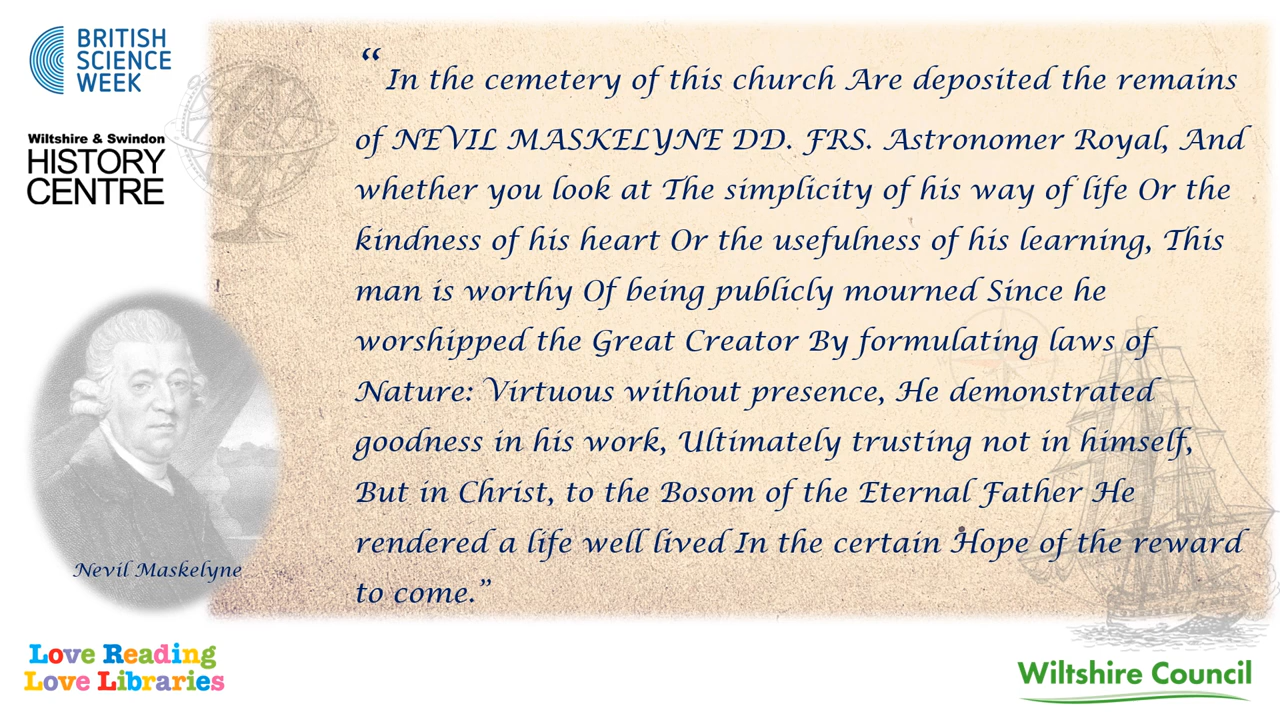 BRITISH
SCIENCE
WEEK
Wiltshire & Swindon
HISTORY
CENTRE
“In the cemetery of this church Are deposited the remains
of NEVIL MASKELYNE DD. FRS. Astronomer Royal, And
whether you look at The simplicity of his way of life Or the
kindness of his heart Or the usefulness of his learning, This
man is worthy Of being publicly mourned Since he
worshipped the Great Creator By formulating laws of
Nature: Virtuous without presence, He demonstrated
goodness in his work, Ultimately trusting not in himself,
But in Christ, to the Bosom of the Eternal Father He
rendered a life well lived In the certain Hope of the reward
to come.”
Nevil Maskelyne
Love Reading
Love Libraries
Wiltshire Council